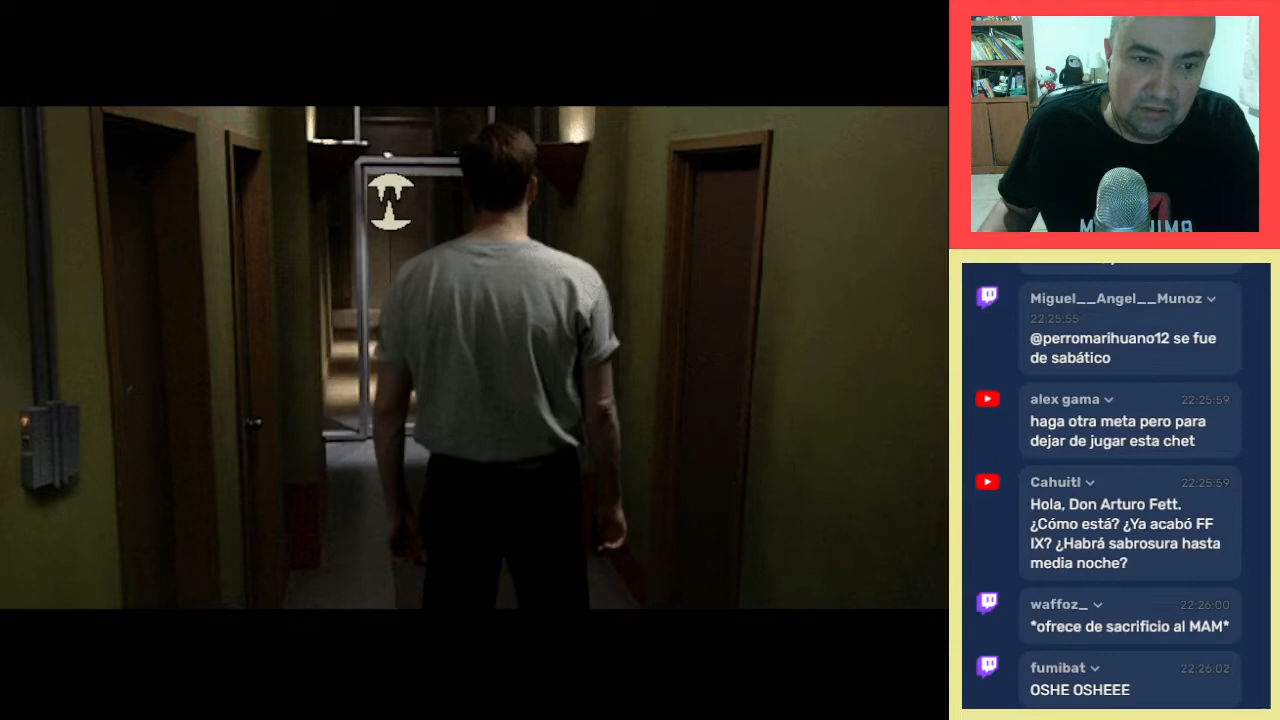 Miguel__Angel__Munoz
22:25:55
@perromarihuano12 se fue
de sabático
alex gama
22:25:59
haga otra meta pero para
dejar de jugar esta chet
Cahuitl
22:25:59
Hola, Don Arturo Fett.
¿Cómo está? ¿Ya acabó FF
IX? ¿Habrá sabrosura hasta
media noche?
waffoz_
22:26:00
*ofrece de sacrificio al MAM*
fumibat
22:26:02
OSHE OSHEEE